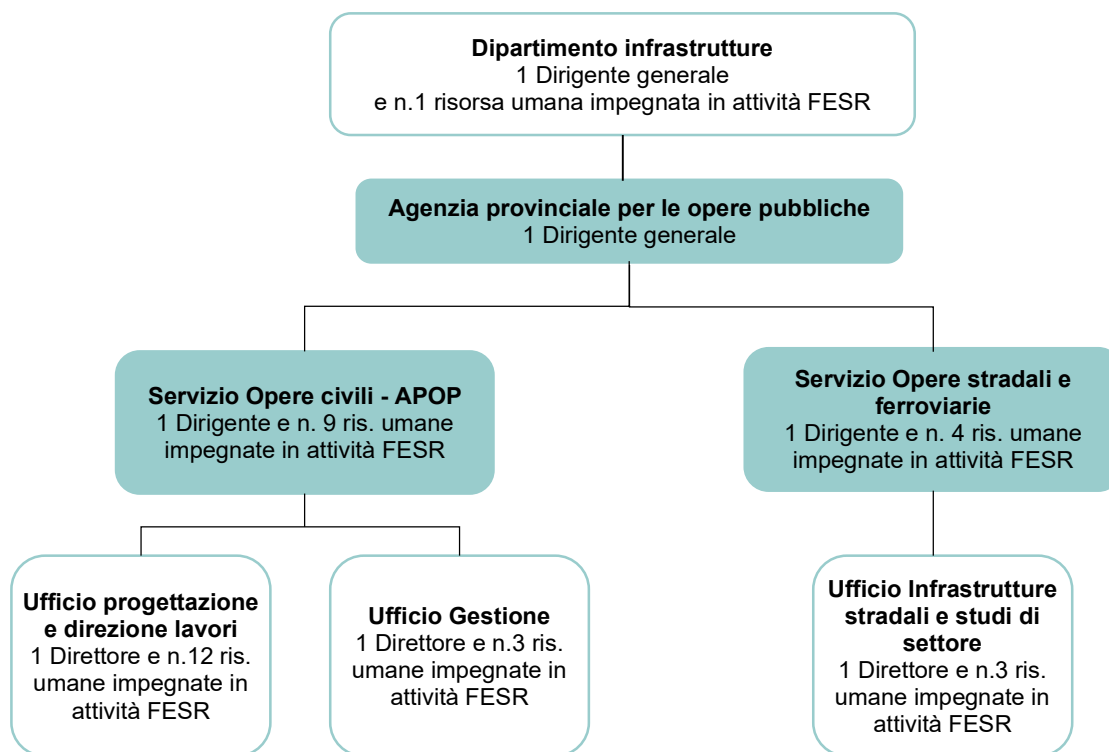 Dipartimento infrastrutture
1 Dirigente generale
e n.1 risorsa umana impegnata in attività FESR
Agenzia provinciale per le opere pubbliche
1 Dirigente generale
Servizio Opere civili - APOP
1 Dirigente e n. 9 ris. umane
impegnate in attività FESR
Servizio Opere stradali e
ferroviarie
1 Dirigente e n. 4 ris. umane
impegnate in attività FESR
Ufficio progettazione
e direzione lavori
1 Direttore e n.12 ris.
umane impegnate in
attività FESR
Ufficio Gestione
1 Direttore e n.3 ris.
umane impegnate in
attività FESR
Ufficio Infrastrutture
stradali e studi di
settore
1 Direttore e n.3 ris.
umane impegnate in
attività FESR